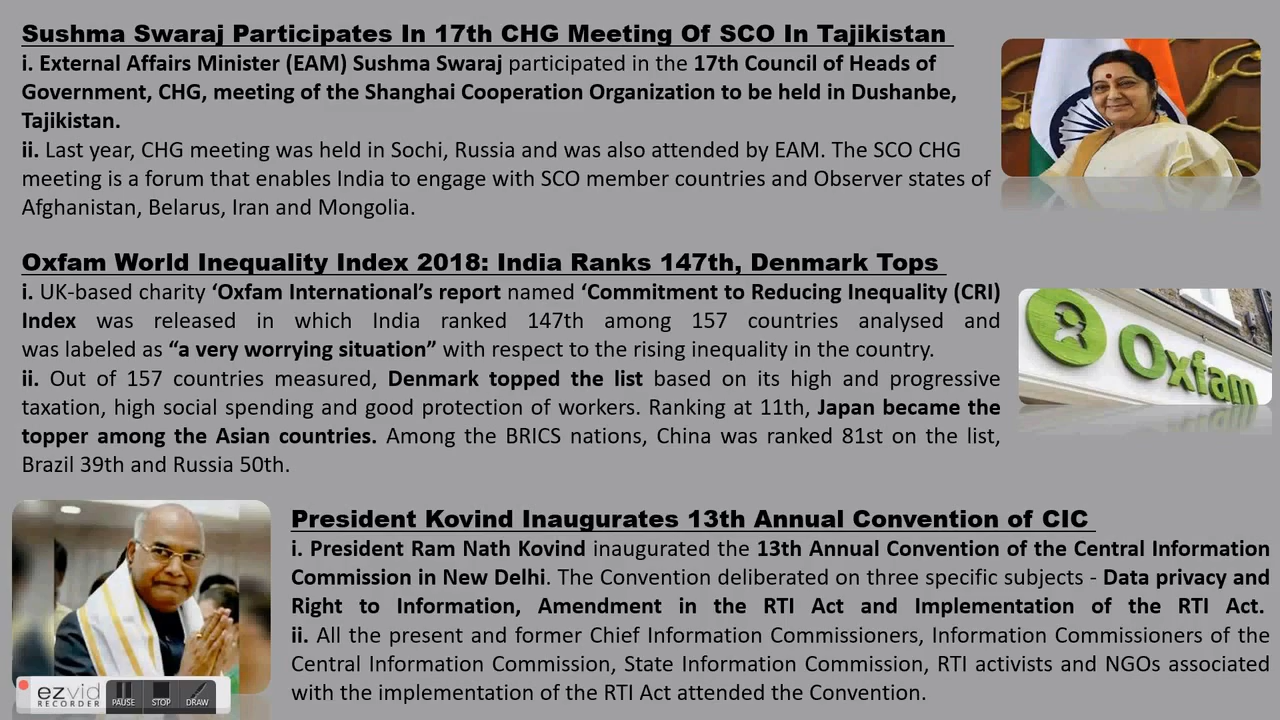 Sushma Swaraj Participates In 17th CHG Meeting Of SCO In Tajikistan
i. External Affairs Minister (EAM) Sushma Swaraj participated in the 17th Council of Heads of
Government, CHG, meeting of the Shanghai Cooperation Organization to be held in Dushanbe,
Tajikistan.
ii. Last year, CHG meeting was held in Sochi, Russia and was also attended by EAM. The SCO CHG
meeting is a forum that enables India to engage with SCO member countries and Observer states of
Afghanistan, Belarus, Iran and Mongolia.
Oxfam World Inequality Index 2018: India Ranks 147th, Denmark Tops
i. UK-based charity ‘Oxfam International’s report named ‘Commitment to Reducing Inequality (CRI)
Index was released in which India ranked 147th among 157 countries analysed and
was labeled as “a very worrying situation” with respect to the rising inequality in the country.
ii. Out of 157 countries measured, Denmark topped the list based on its high and progressive
taxation, high social spending and good protection of workers. Ranking at 11th, Japan became the
topper among the Asian countries. Among the BRICS nations, China was ranked 81st on the list,
Brazil 39th and Russia 50th.
Oxfam
President Kovind Inaugurates 13th Annual Convention of CIC
i. President Ram Nath Kovind inaugurated the 13th Annual Convention of the Central Information
Commission in New Delhi. The Convention deliberated on three specific subjects - Data privacy and
Right to Information, Amendment in the RTI Act and Implementation of the RTI Act.
ii. All the present and former Chief Information Commissioners, Information Commissioners of the
Central Information Commission, State Information Commission, RTI activists and NGOs associated
with the implementation of the RTI Act attended the Convention.
ezvid
RECORDER
PAUSE STOP DRAW